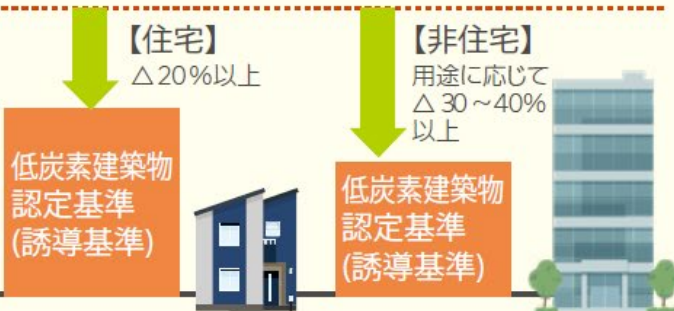 【住宅】
△20%以上
低炭素建築物
認定基準
(誘導基準)
【非住宅】
用途に応じて
△30~40%
以上
低炭素建築物
認定基準
(誘導基準)